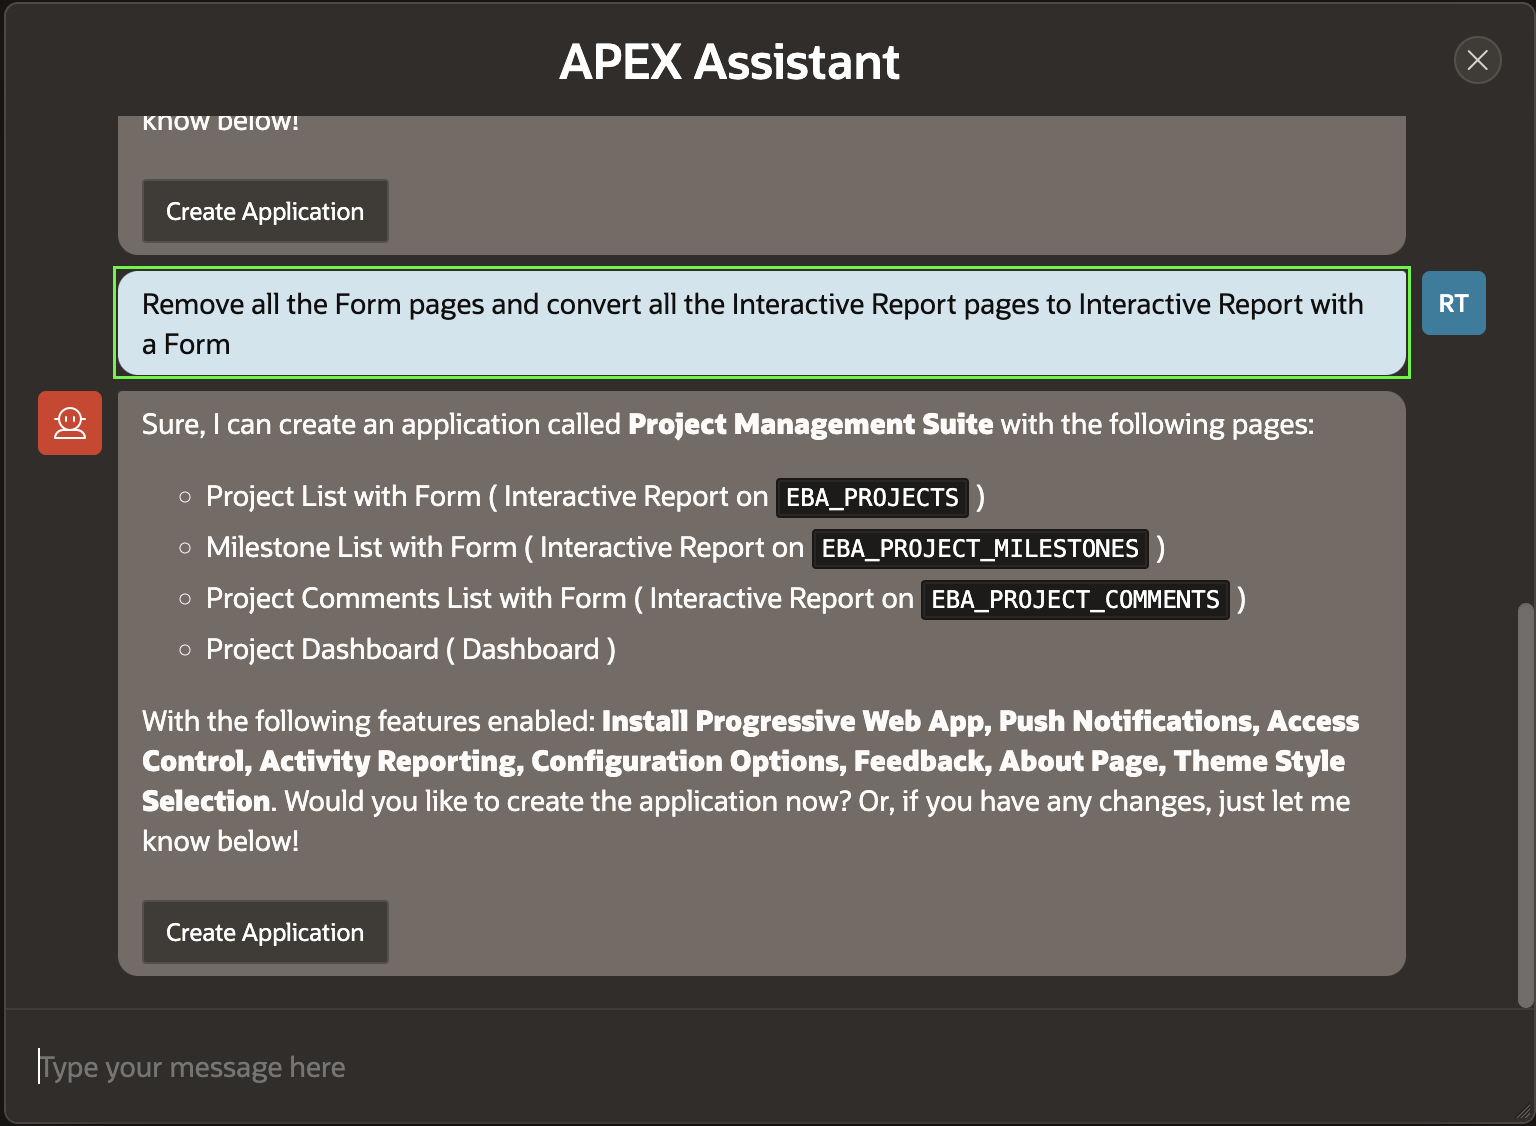 APEX Assistant
know below!
Create Application
Remove all the Form pages and convert all the Interactive Report pages to Interactive Report with
a Form
RT
Sure, I can create an application called Project Management Suite with the following pages:
Project List with Form ( Interactive Report on EBA_PROJECTS )
Milestone List with Form ( Interactive Report on EBA_PROJECT_MILESTONES )
Project Comments List with Form ( Interactive Report on EBA_PROJECT_COMMENTS )
Project Dashboard ( Dashboard )
With the following features enabled: Install Progressive Web App, Push Notifications, Access
Control, Activity Reporting, Configuration Options, Feedback, About Page, Theme Style
Selection. Would you like to create the application now? Or, if you have any changes, just let me
know below!
Create Application
Type your message here